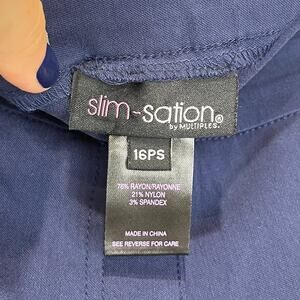 slim-sation®
by MULTIPLES.
16PS
76% RAYON/RAYONNE
21% NYLON
3% SPANDEX
MADE IN CHINA
SEE REVERSE FOR CARE